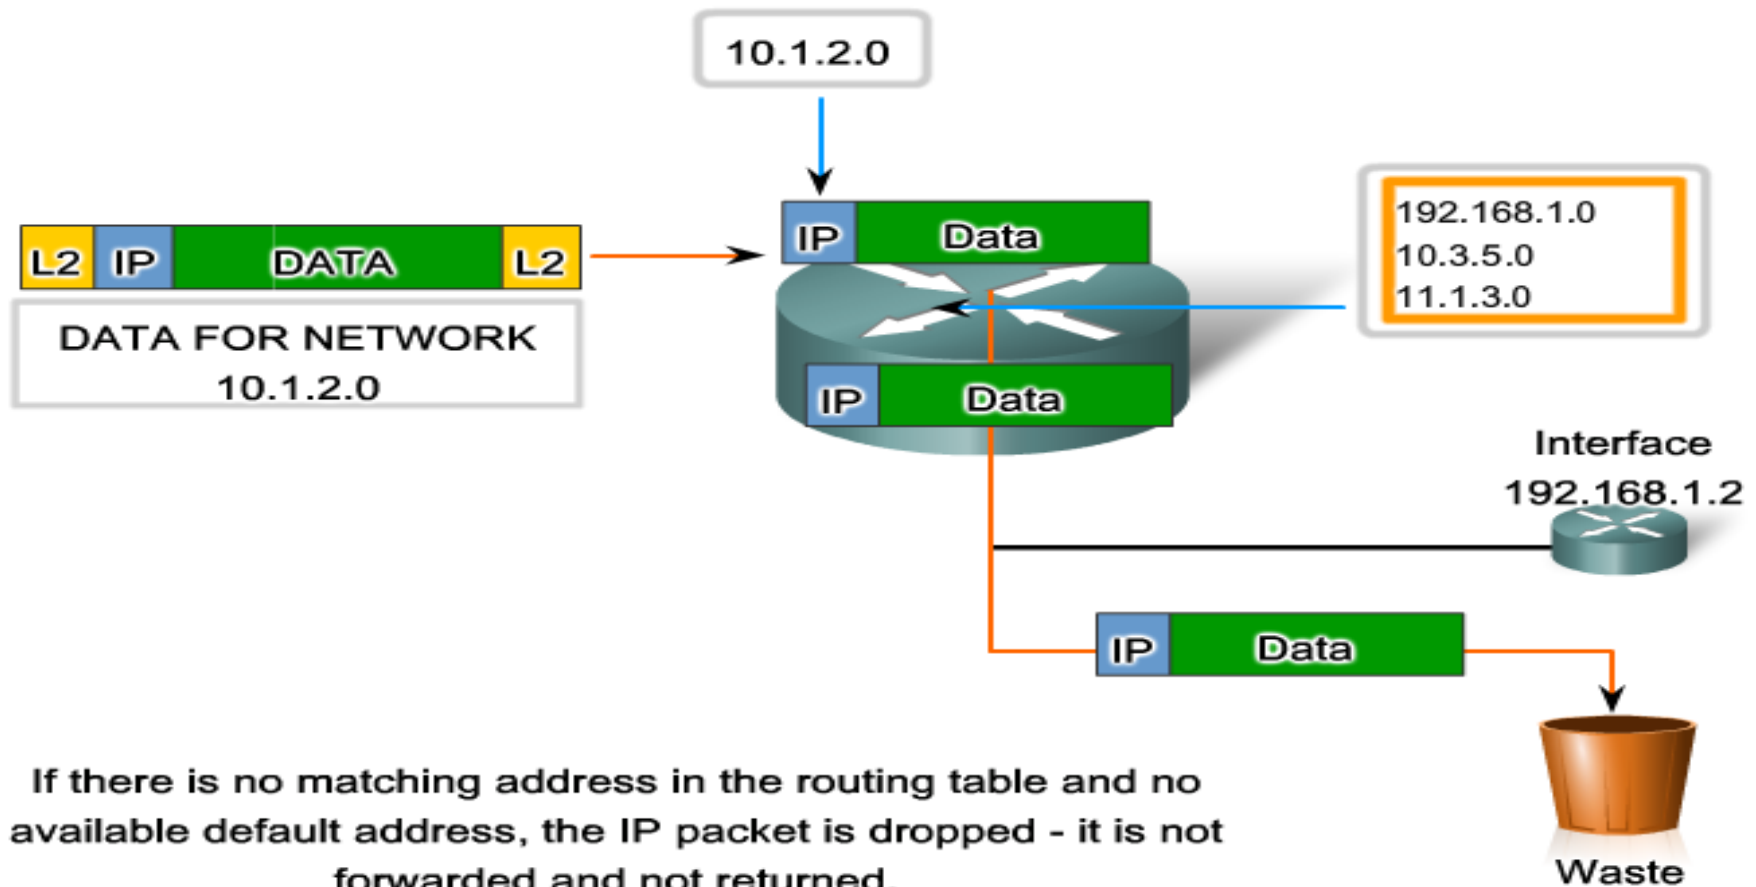 10.1.2.0
L2 IP DATA L2
DATA FOR NETWORK
10.1.2.0
IP Data
192.168.1.0
10.3.5.0
11.1.3.0
IP Data
Interface
192.168.1.2
IP Data
If there is no matching address in the routing table and no
available default address, the IP packet is dropped - it is not
forwarded and not returned.
Waste